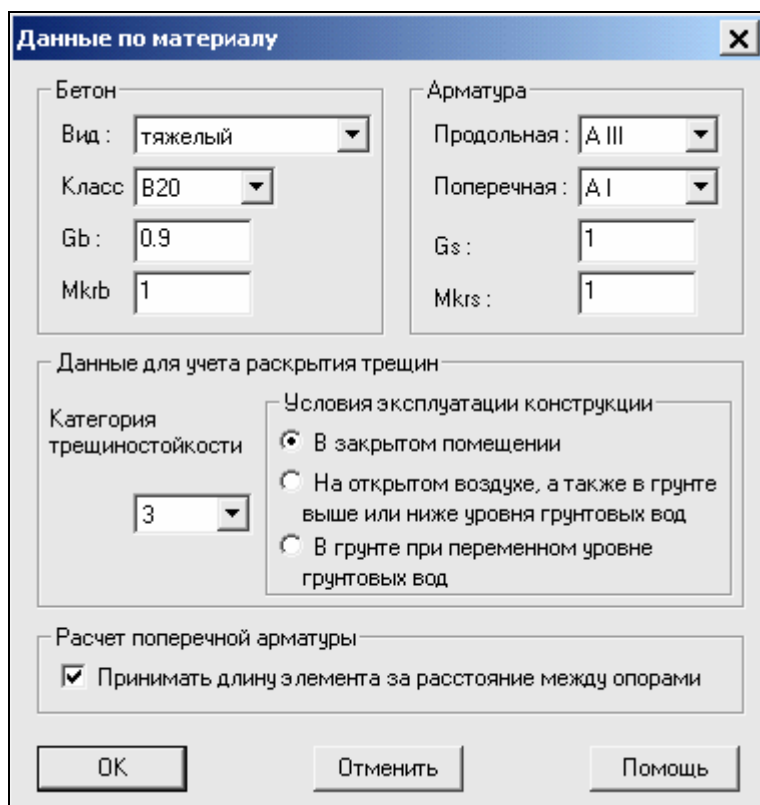 Данные по материалу
Бетон
Вид : тяжелый
Класс B20
Gb : 0.9
Mkrb 1
Арматура
Продольная : A III
Поперечная : A I
Gs : 1
Mkrs : 1
Данные для учета раскрытия трещин
Категория
трещиностойкости
3
Условия эксплуатации конструкции
В закрытом помещении
На открытом воздухе, а также в грунте
выше или ниже уровня грунтовых вод
В грунте при переменном уровне
грунтовых вод
Расчет поперечной арматуры
Принимать длину элемента за расстояние между опорами
OK Отменить Помощь